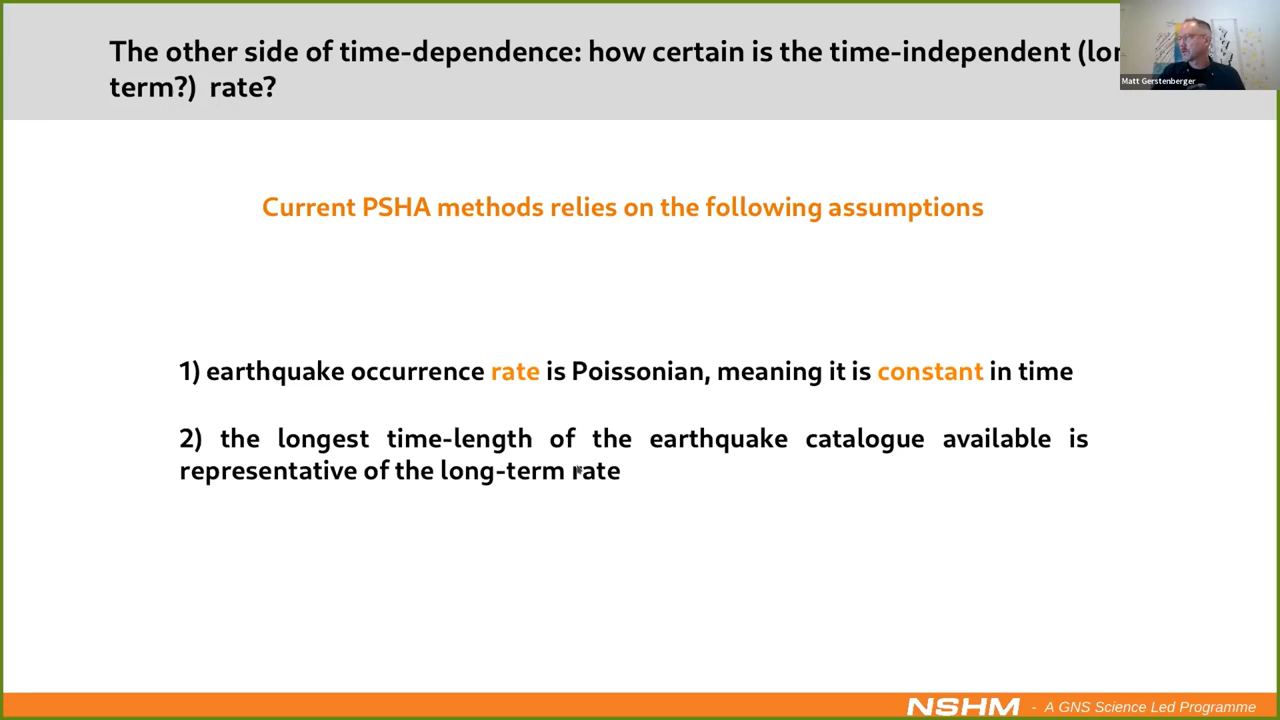 The other side of time-dependence: how certain is the time-independent (lon
term?) rate?
Matt Gerstenberger
Current PSHA methods relies on the following assumptions
1) earthquake occurrence rate is Poissonian, meaning it is constant in time
2) the longest time-length of the earthquake catalogue available is
representative of the long-term rate
NSHM - A GNS Science Led Programme